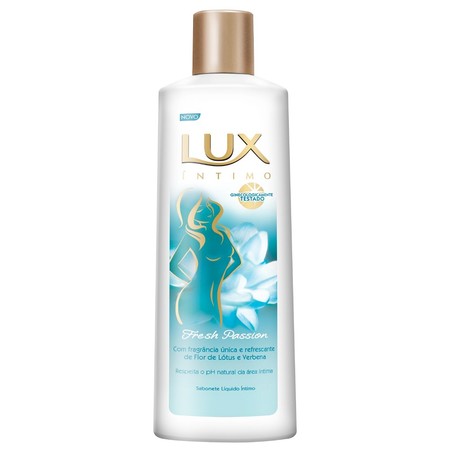 NOVO
LUX
ÍNTIMO
GINECOLOGICAMENTE
TESTADO
Fresh Passion
Com fragrância única e refrescante
de Flor de Lótus e Verbena
Respeita o pH natural da área íntima
Sabonete Líquido Íntimo